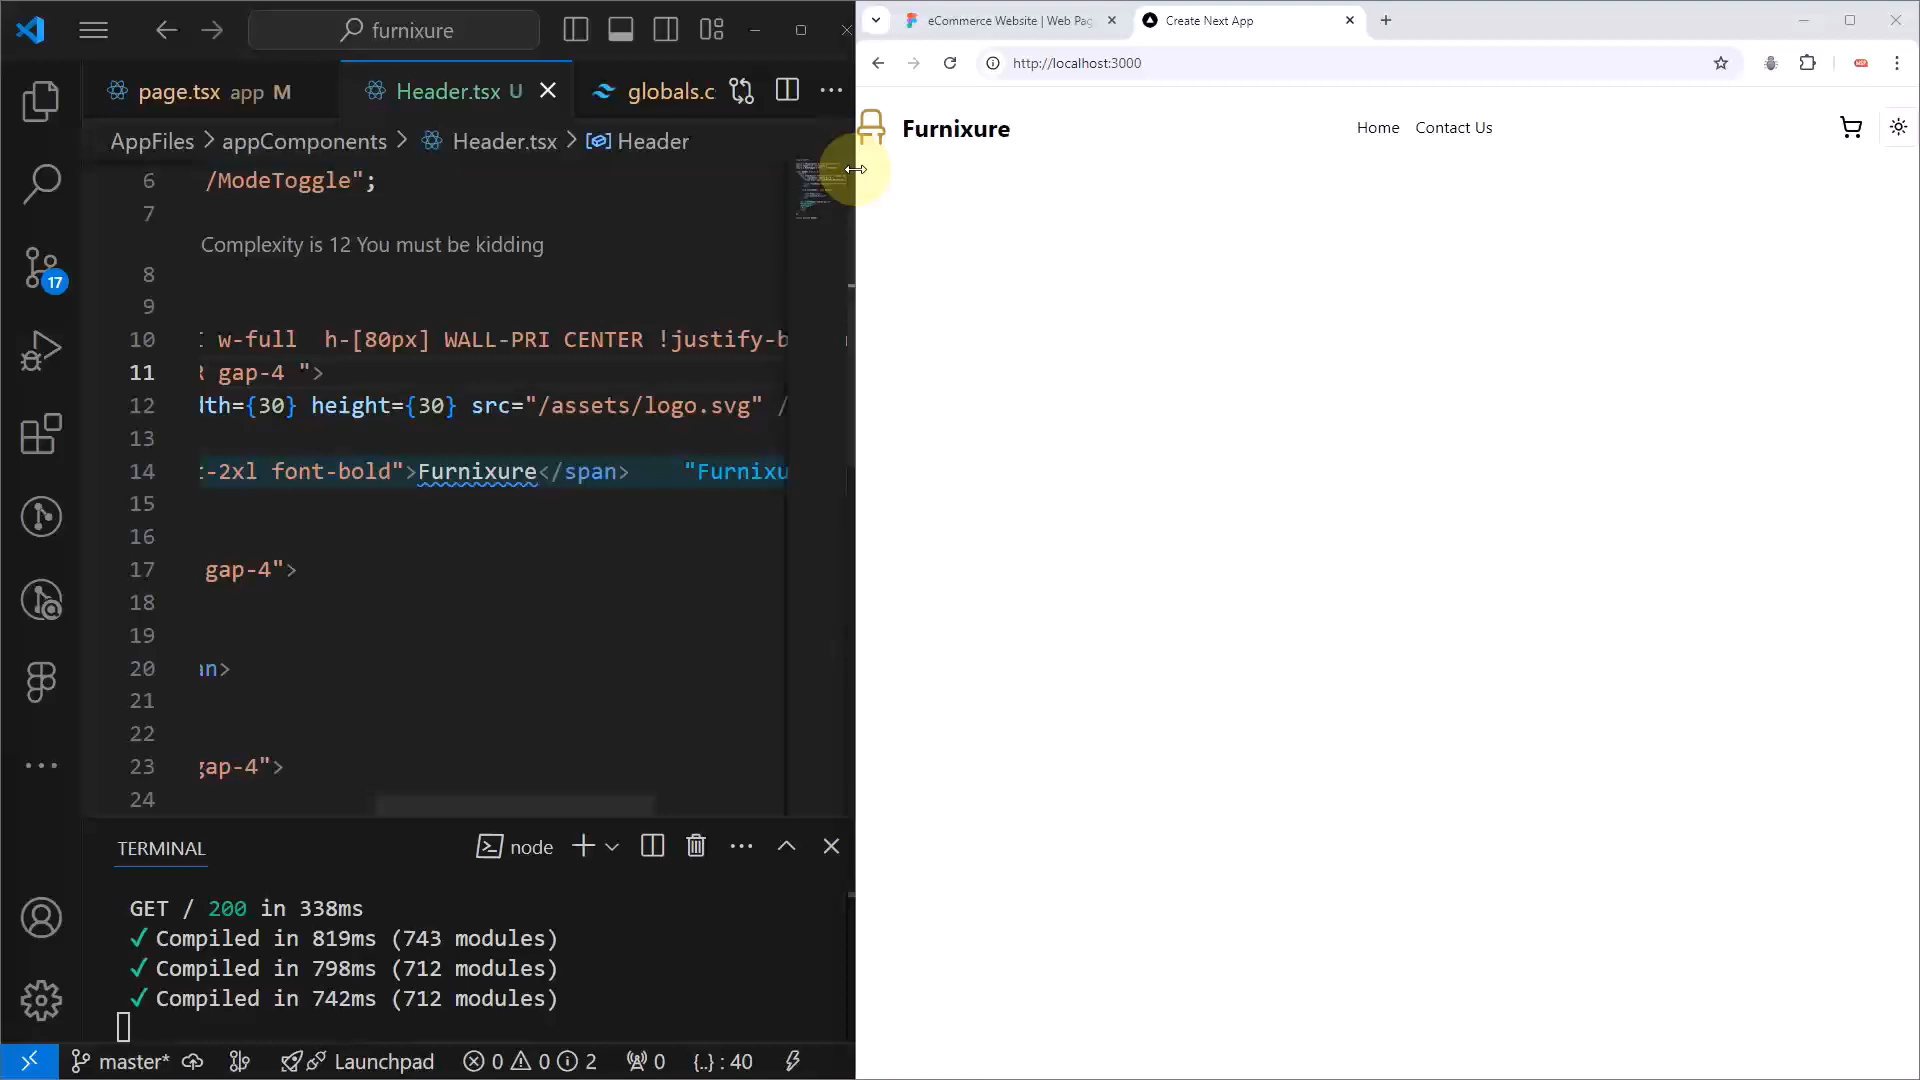 furnixure
page.tsx app M
Header.tsx U
globals.c
AppFiles > appComponents > Header.tsx > Header
6 /ModeToggle";
7
Complexity is 12 You must be kidding
8
9
10 w-full h-[80px] WALL-PRI CENTER !justify-b
11 gap-4 ">
12 dth={30} height={30} src="/assets/logo.svg" /
13
14 -2xl font-bold">Furnixure</span> "Furnixu
15
16
17 gap-4">
18
19
20 an>
21
22
23 gap-4">
24
17
TERMINAL
node
GET / 200 in 338ms
✓ Compiled in 819ms (743 modules)
✓ Compiled in 798ms (712 modules)
✓ Compiled in 742ms (712 modules)
master* Launchpad 0 0 2 0 {..} : 40
eCommerce Website | Web Pag
Create Next App
http://localhost:3000
Furnixure
Home Contact Us